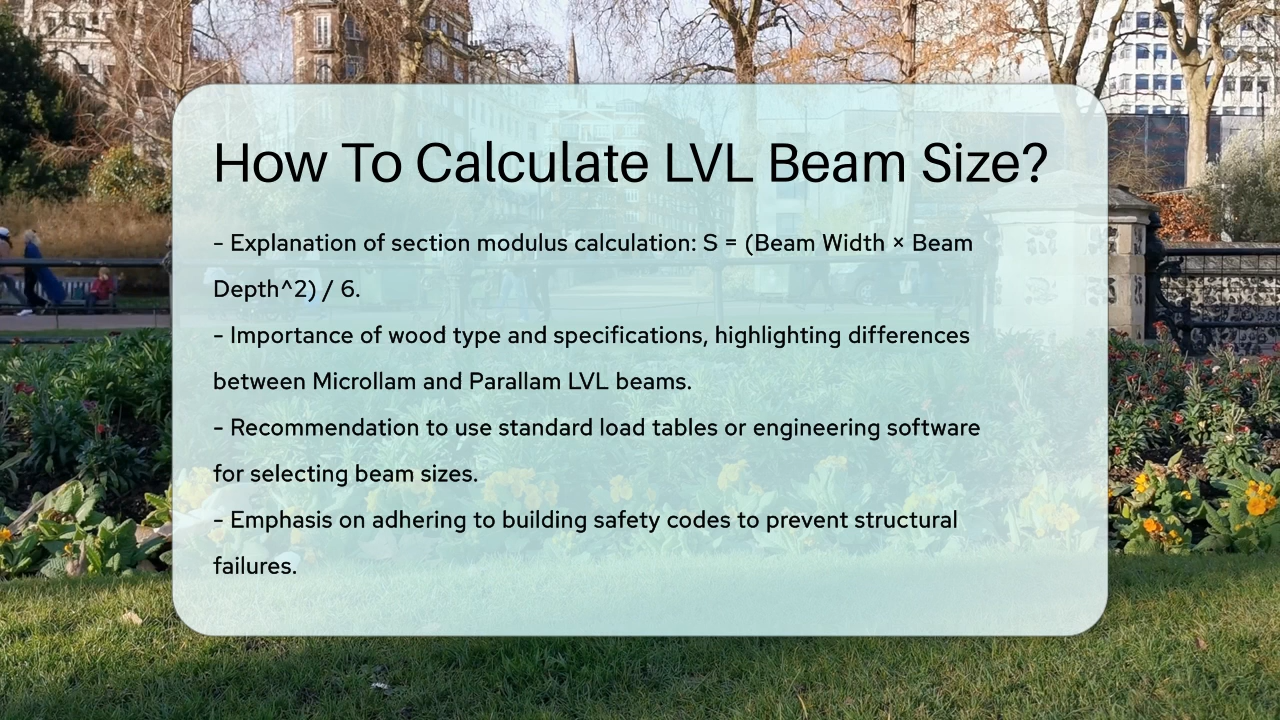 How To Calculate LVL Beam Size?
– Explanation of section modulus calculation: S = (Beam Width × Beam
Depth^2) / 6.
– Importance of wood type and specifications, highlighting differences
between Microllam and Parallam LVL beams.
– Recommendation to use standard load tables or engineering software
for selecting beam sizes.
– Emphasis on adhering to building safety codes to prevent structural
failures.